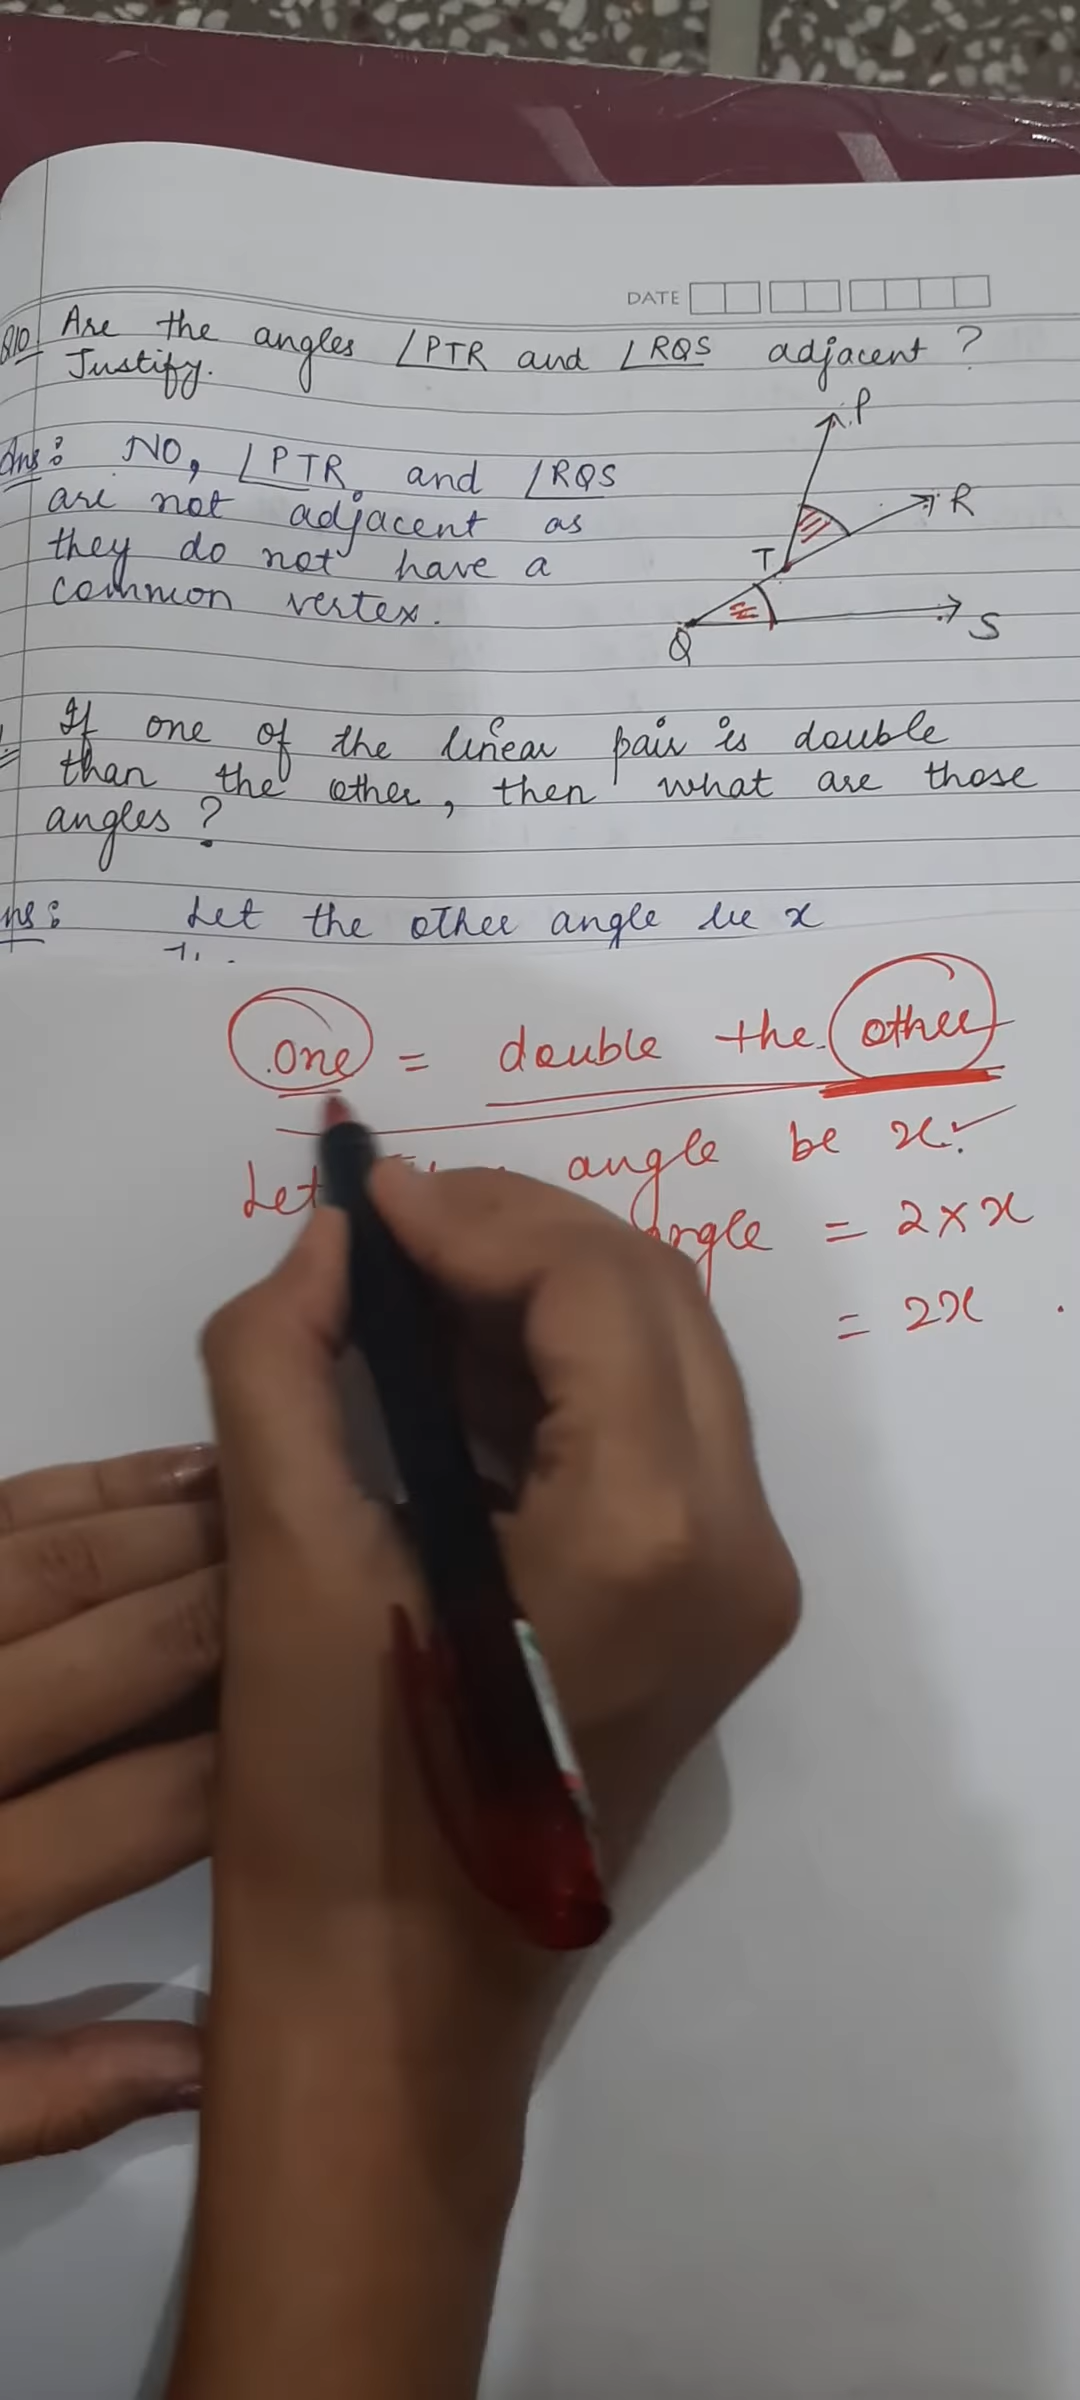 DATE
Q10 Are the angles ∠PTR and ∠RQS adjacent ?
Justify.
Ans: NO, ∠PTR and ∠RQS
are not adjacent as
they do not have a
common vertex.
P
R
T
Q
S
If one of the linear pair is double
than the other, then what are those
angles ?
Let the other angle be x
one = double the other
Let angle be x
angle = 2 × x
= 2x